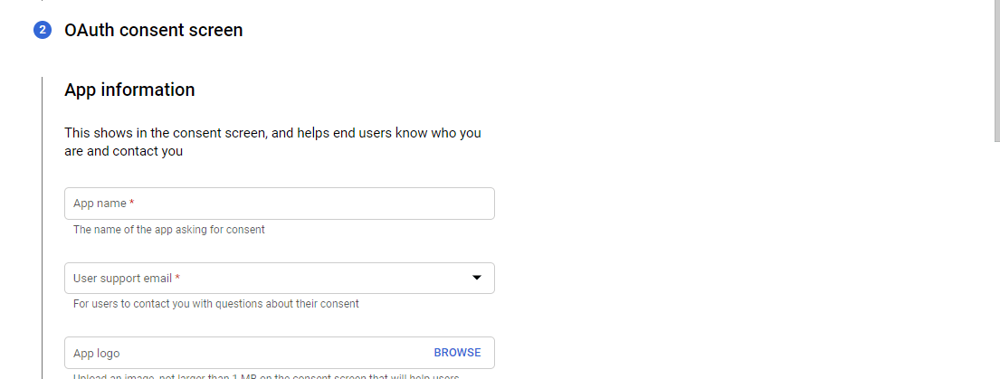 2 OAuth consent screen
App information
This shows in the consent screen, and helps end users know who you
are and contact you
App name *
The name of the app asking for consent
User support email *
For users to contact you with questions about their consent
App logo BROWSE
Upload an image, not larger than 1 MB on the consent screen that will help users